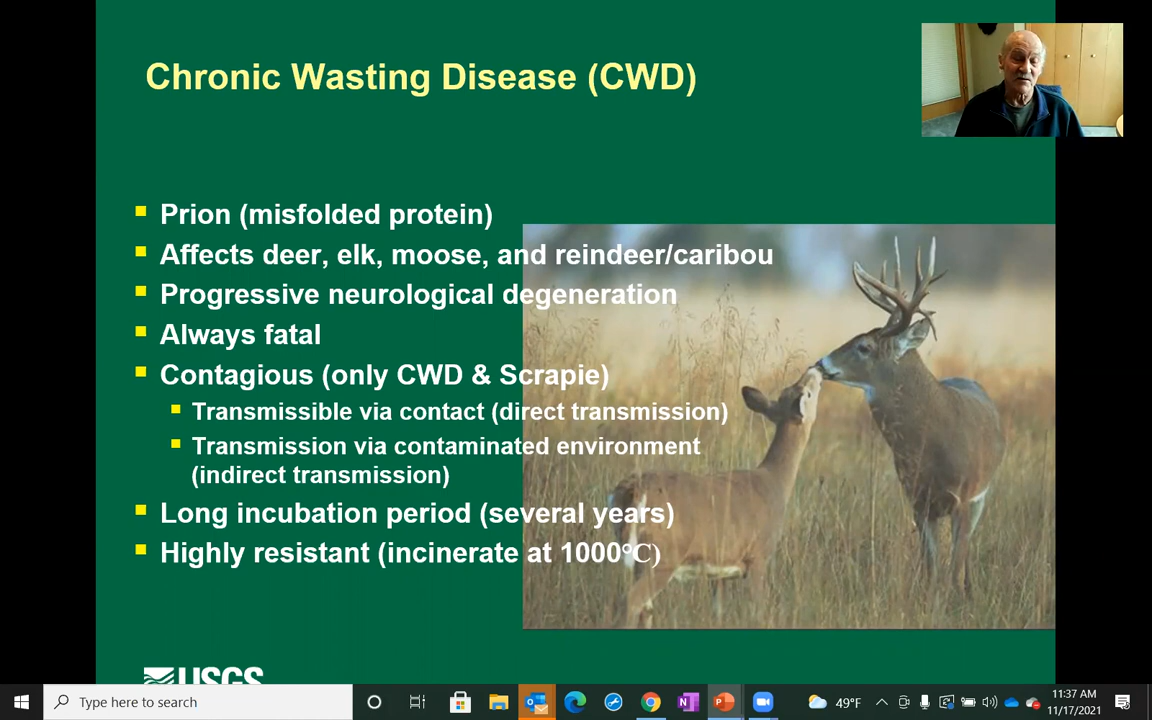 Chronic Wasting Disease (CWD)
Prion (misfolded protein)
Affects deer, elk, moose, and reindeer/caribou
Progressive neurological degeneration
Always fatal
Contagious (only CWD & Scrapie)
Transmissible via contact (direct transmission)
Transmission via contaminated environment
(indirect transmission)
Long incubation period (several years)
Highly resistant (incinerate at 1000°C)
USGS
Type here to search
49°F
11:37 AM
11/17/2021